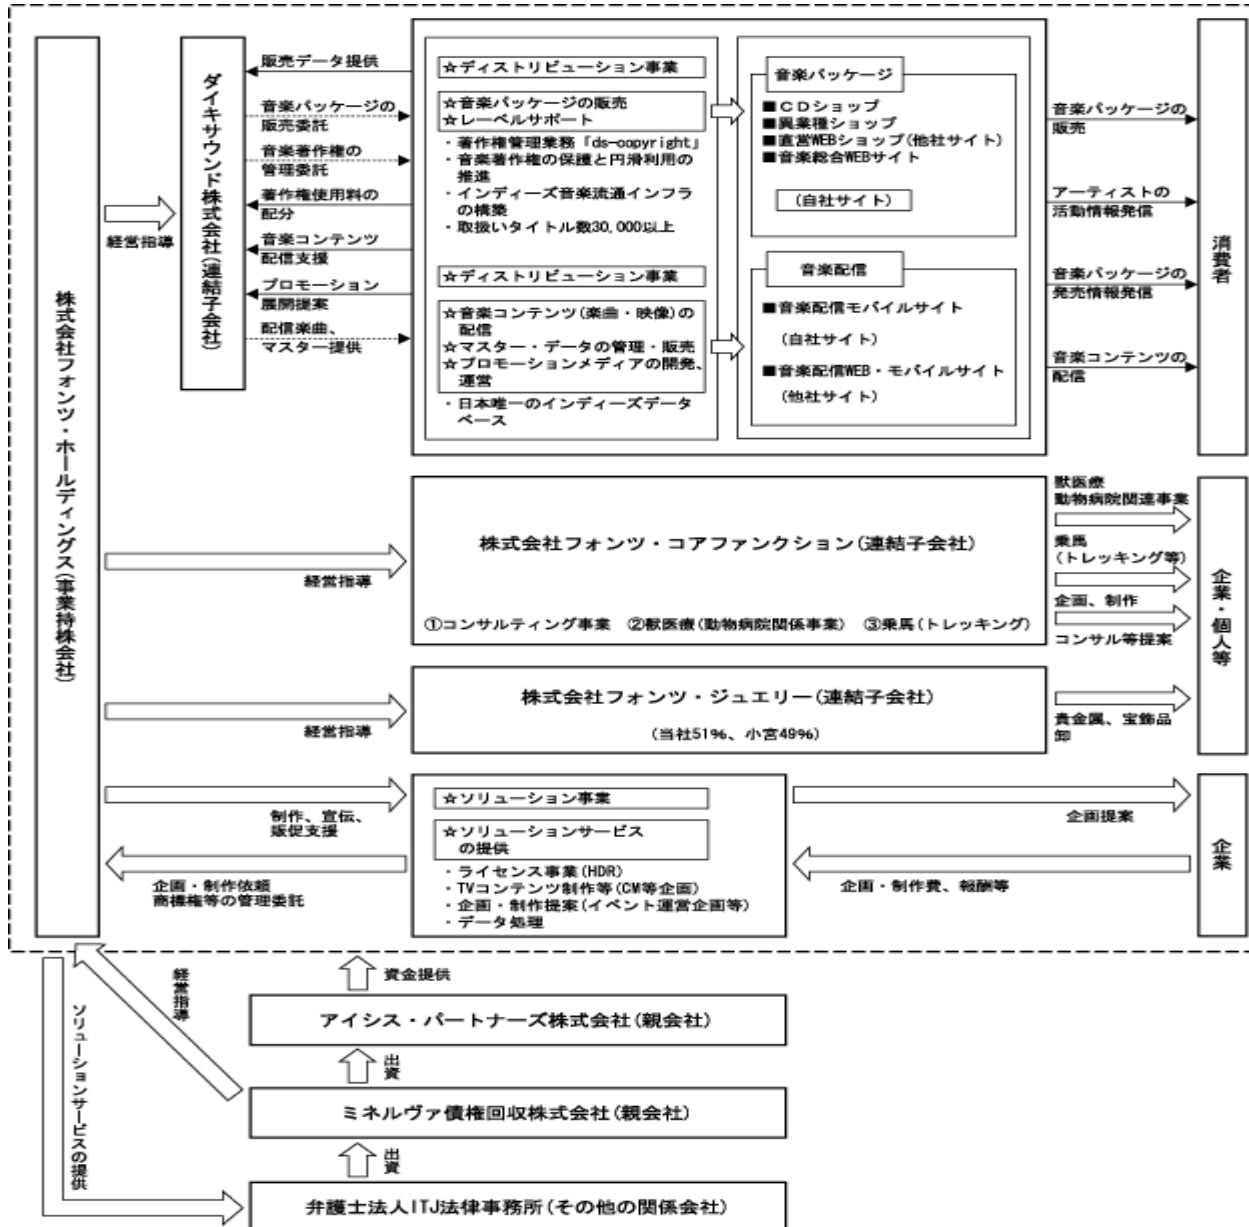 株式会社フォンツ・ホールディングス(事業持株会社)
経営指導
ダイキサウンド株式会社(連結子会社)
販売データ提供
音楽パッケージの
販売委託
音楽著作権の
管理委託
著作権使用料の
配分
音楽コンテンツ
配信支援
プロモーション
展開提案
配信楽曲、
マスター提供
☆ディストリビューション事業
☆音楽パッケージの販売
☆レーベルサポート
・著作権管理業務「ds-copyright」
・音楽著作権の保護と円滑利用の
推進
・インディーズ音楽流通インフラ
の構築
・取扱いタイトル数30,000以上
☆ディストリビューション事業
☆音楽コンテンツ(楽曲・映像)の
配信
☆マスター・データの管理・販売
☆プロモーションメディアの開発、
運営
・日本唯一のインディーズデータ
ベース
音楽パッケージ
■CDショップ
■異業種ショップ
■直営WEBショップ(他社サイト)
■音楽総合WEBサイト
(自社サイト)
音楽配信
■音楽配信モバイルサイト
(自社サイト)
■音楽配信WEB・モバイルサイト
(他社サイト)
音楽パッケージの
販売
アーティストの
活動情報発信
音楽パッケージの
発売情報発信
音楽コンテンツの
配信
消費者
経営指導
株式会社フォンツ・コアファンクション(連結子会社)
①コンサルティング事業 ②獣医療(動物病院関係事業) ③乗馬(トレッキング)
獣医療
動物病院関連事業
乗馬
(トレッキング等)
企画、制作
コンサル等提案
企業・個人等
経営指導
株式会社フォンツ・ジュエリー(連結子会社)
(当社51%、小宮49%)
貴金属、宝飾品
卸
制作、宣伝、
販促支援
企画・制作依頼
商標権等の管理委託
☆ソリューション事業
☆ソリューションサービス
の提供
・ライセンス事業(HDR)
・TVコンテンツ制作等(CM等企画)
・企画・制作提案(イベント運営企画等)
・データ処理
企画提案
企画・制作費、報酬等
企業
経営指導
ソリューションサービスの提供
資金提供
アイシス・パートナーズ株式会社(親会社)
出資
ミネルヴァ債権回収株式会社(親会社)
出資
弁護士法人ITJ法律事務所(その他の関係会社)